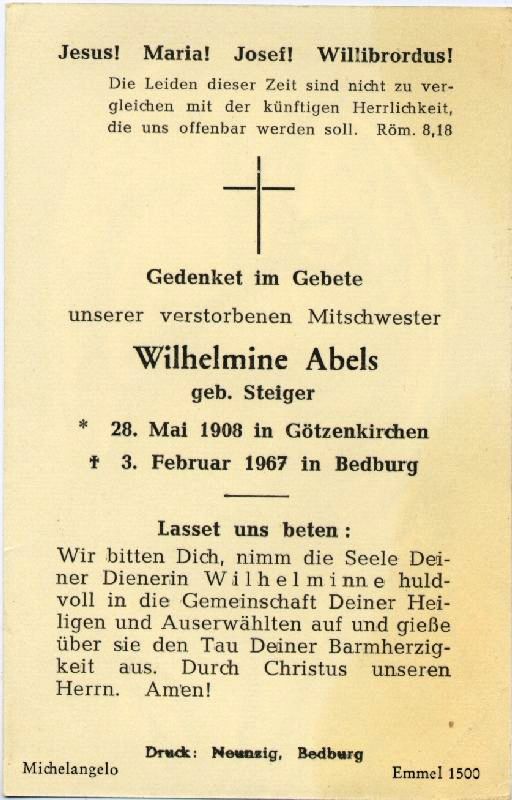 Jesus! Maria! Josef! Willibrordus!
Die Leiden dieser Zeit sind nicht zu ver-
gleichen mit der künftigen Herrlichkeit,
die uns offenbar werden soll. Röm. 8,18
Gedenket im Gebete
unserer verstorbenen Mitschwester
Wilhelmine Abels
geb. Steiger
* 28. Mai 1908 in Götzenkirchen
✝ 3. Februar 1967 in Bedburg
Lasset uns beten:
Wir bitten Dich, nimm die Seele Dei-
ner Dienerin Wilhelminne huld-
voll in die Gemeinschaft Deiner Hei-
ligen und Auserwählten auf und gieße
über sie den Tau Deiner Barmherzig-
keit aus. Durch Christus unseren
Herrn. Amen!
Druck: Neunzig, Bedburg
Michelangelo
Emmel 1500